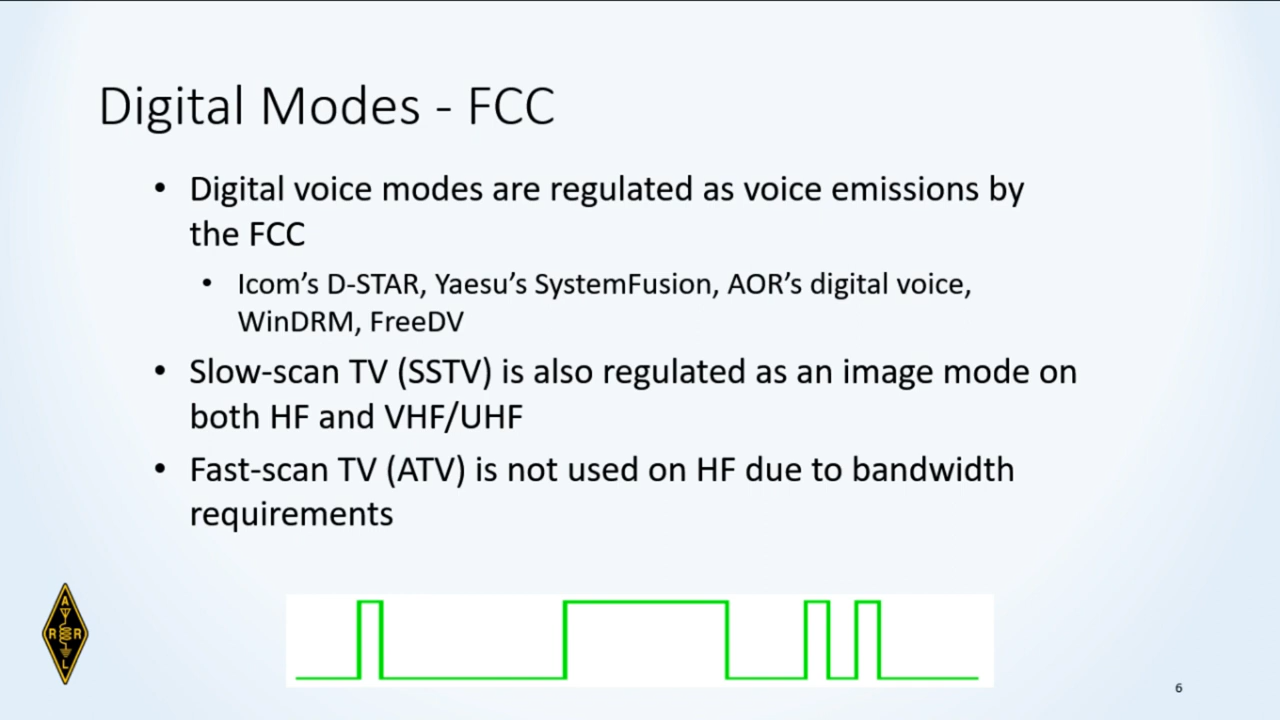 Digital Modes - FCC
• Digital voice modes are regulated as voice emissions by
the FCC
• Icom's D-STAR, Yaesu's SystemFusion, AOR's digital voice,
WinDRM, FreeDV
• Slow-scan TV (SSTV) is also regulated as an image mode on
both HF and VHF/UHF
• Fast-scan TV (ATV) is not used on HF due to bandwidth
requirements
A
R R
L
6